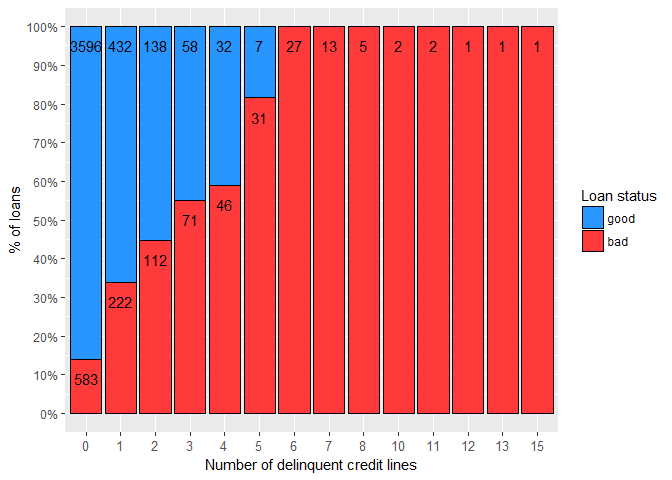 100%
90%
80%
70%
60%
50%
40%
30%
20%
10%
0%
% of loans
3596 432 138 58 32 7 27 13 5 2 2 1 1 1
31
46
71
112
222
583
0 1 2 3 4 5 6 7 8 10 11 12 13 15
Number of delinquent credit lines
Loan status
good
bad